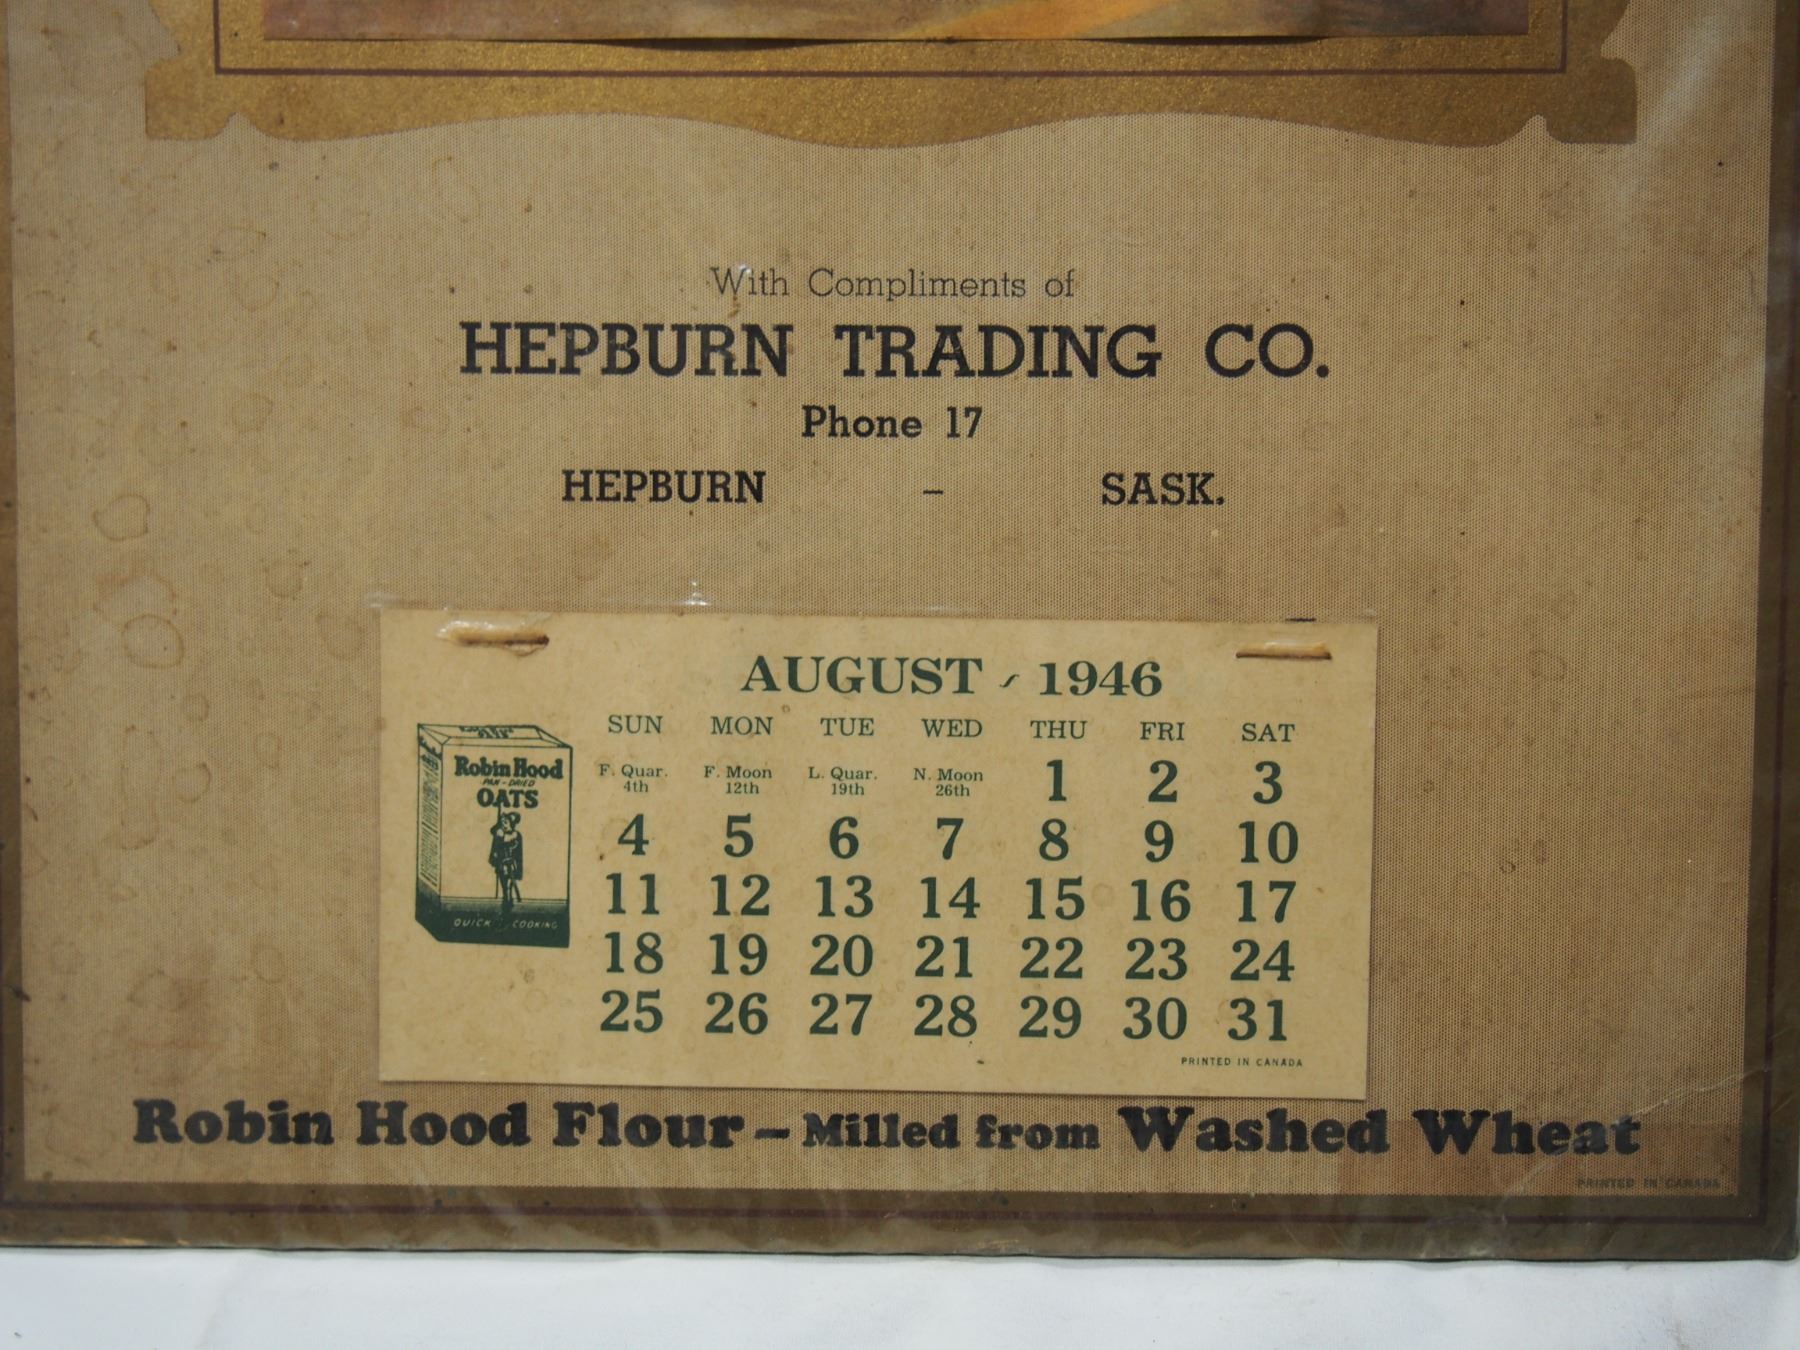 With Compliments of
HEPBURN TRADING CO.
Phone 17
HEPBURN - SASK.
AUGUST - 1946
SUN MON TUE WED THU FRI SAT
F. Quar. 4th F. Moon 12th L. Quar. 19th N. Moon 26th 1 2 3
4 5 6 7 8 9 10
11 12 13 14 15 16 17
18 19 20 21 22 23 24
25 26 27 28 29 30 31
PRINTED IN CANADA
Robin Hood
PAN-DRIED
OATS
QUICK COOKING
Robin Hood Flour - Milled from Washed Wheat
PRINTED IN CANADA